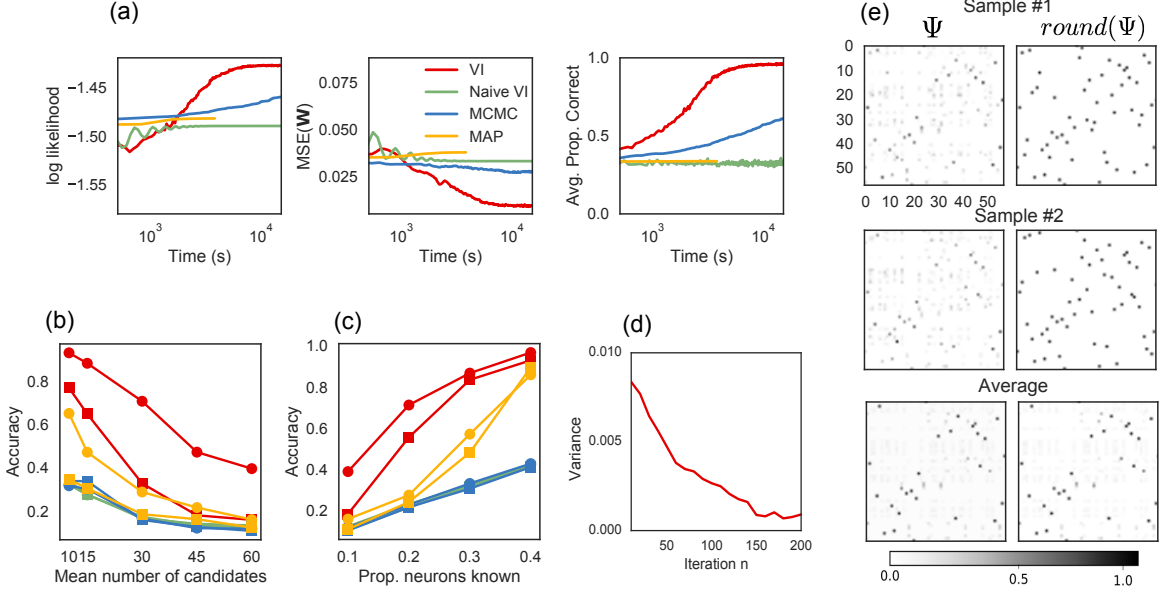 (a)
−1.45
−1.50
−1.55
log likelihood
10³
10⁴
Time (s)
0.075
0.050
0.025
MSE(W)
VI
Naive VI
MCMC
MAP
10³
10⁴
Time (s)
1.0
0.5
0.0
Avg. Prop. Correct
10³
10⁴
Time (s)
(b)
0.8
0.6
0.4
0.2
Accuracy
10 15 30 45 60
Mean number of candidates
(c)
1.0
0.8
0.6
0.4
0.2
Accuracy
0.1 0.2 0.3 0.4
Prop. neurons known
(d)
0.010
0.005
0.000
Variance
50 100 150 200
Iteration n
(e)
Sample #1
Ψ round(Ψ)
0
10
20
30
40
50
0 10 20 30 40 50
Sample #2
Average
0.0 0.5 1.0